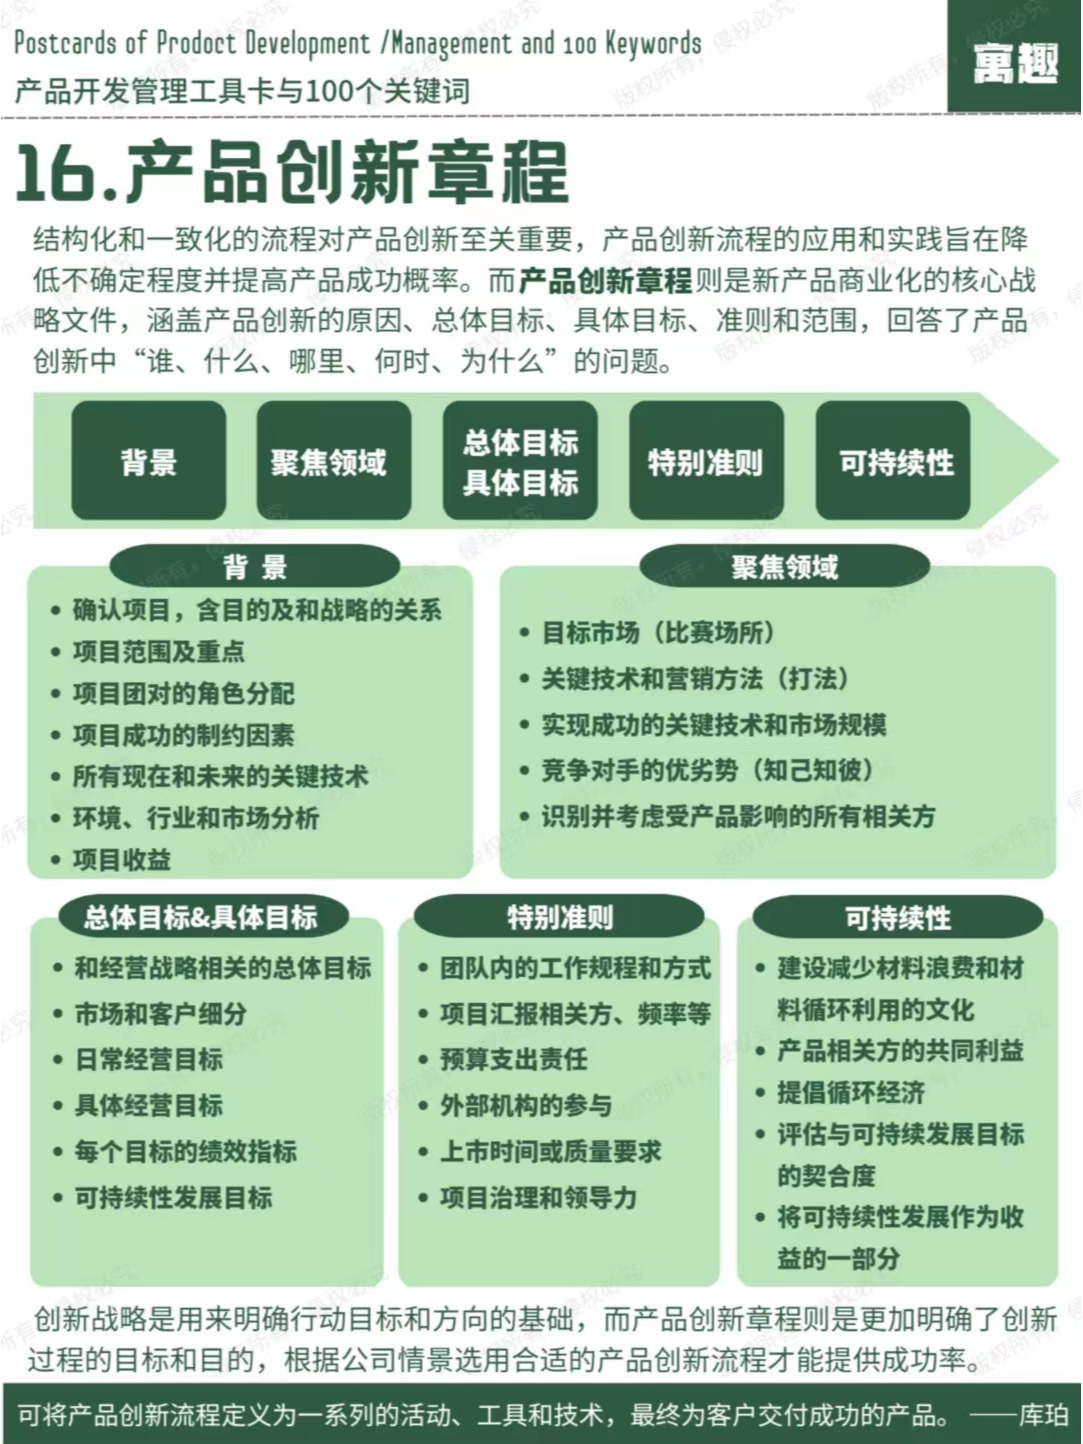 Postcards of Prodoct Development /Management and 100 Keywords
产品开发管理工具卡与100个关键词
寓趣
16.产品创新章程
结构化和一致化的流程对产品创新至关重要，产品创新流程的应用和实践旨在降
低不确定程度并提高产品成功概率。而产品创新章程则是新产品商业化的核心战
略文件，涵盖产品创新的原因、总体目标、具体目标、准则和范围，回答了产品
创新中“谁、什么、哪里、何时、为什么”的问题。
背景
聚焦领域
总体目标
具体目标
特别准则
可持续性
背 景
• 确认项目，含目的及和战略的关系
• 项目范围及重点
• 项目团对的角色分配
• 项目成功的制约因素
• 所有现在和未来的关键技术
• 环境、行业和市场分析
• 项目收益
聚焦领域
• 目标市场（比赛场所）
• 关键技术和营销方法（打法）
• 实现成功的关键技术和市场规模
• 竞争对手的优劣势（知己知彼）
• 识别并考虑受产品影响的所有相关方
总体目标&具体目标
• 和经营战略相关的总体目标
• 市场和客户细分
• 日常经营目标
• 具体经营目标
• 每个目标的绩效指标
• 可持续性发展目标
特别准则
• 团队内的工作规程和方式
• 项目汇报相关方、频率等
• 预算支出责任
• 外部机构的参与
• 上市时间或质量要求
• 项目治理和领导力
可持续性
• 建设减少材料浪费和材
料循环利用的文化
• 产品相关方的共同利益
• 提倡循环经济
• 评估与可持续发展目标
的契合度
• 将可持续性发展作为收
益的一部分
创新战略是用来明确行动目标和方向的基础，而产品创新章程则是更加明确了创新
过程的目标和目的，根据公司情景选用合适的产品创新流程才能提供成功率。
可将产品创新流程定义为一系列的活动、工具和技术，最终为客户交付成功的产品。 ——库珀
版权所有，侵权必究